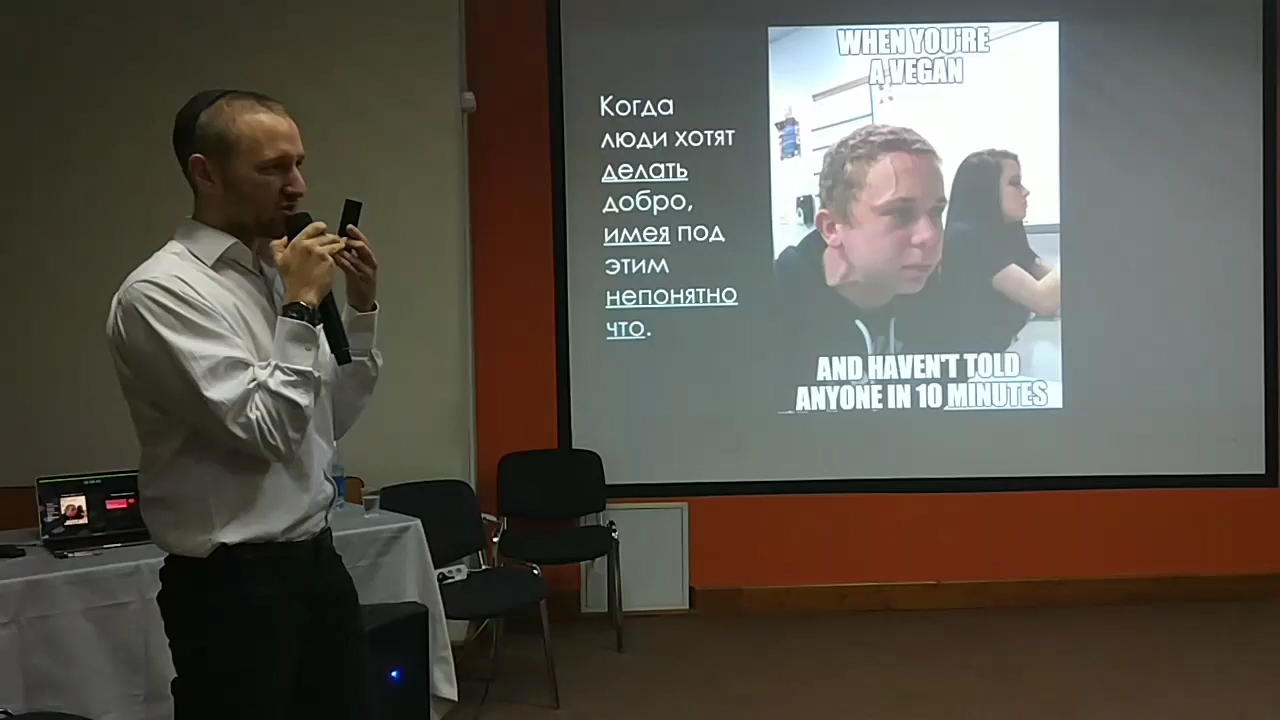 Когда
люди хотят
делать
добро,
имея под
этим
непонятно
что.
WHEN YOU'RE
A VEGAN
AND HAVEN'T TOLD
ANYONE IN 10 MINUTES